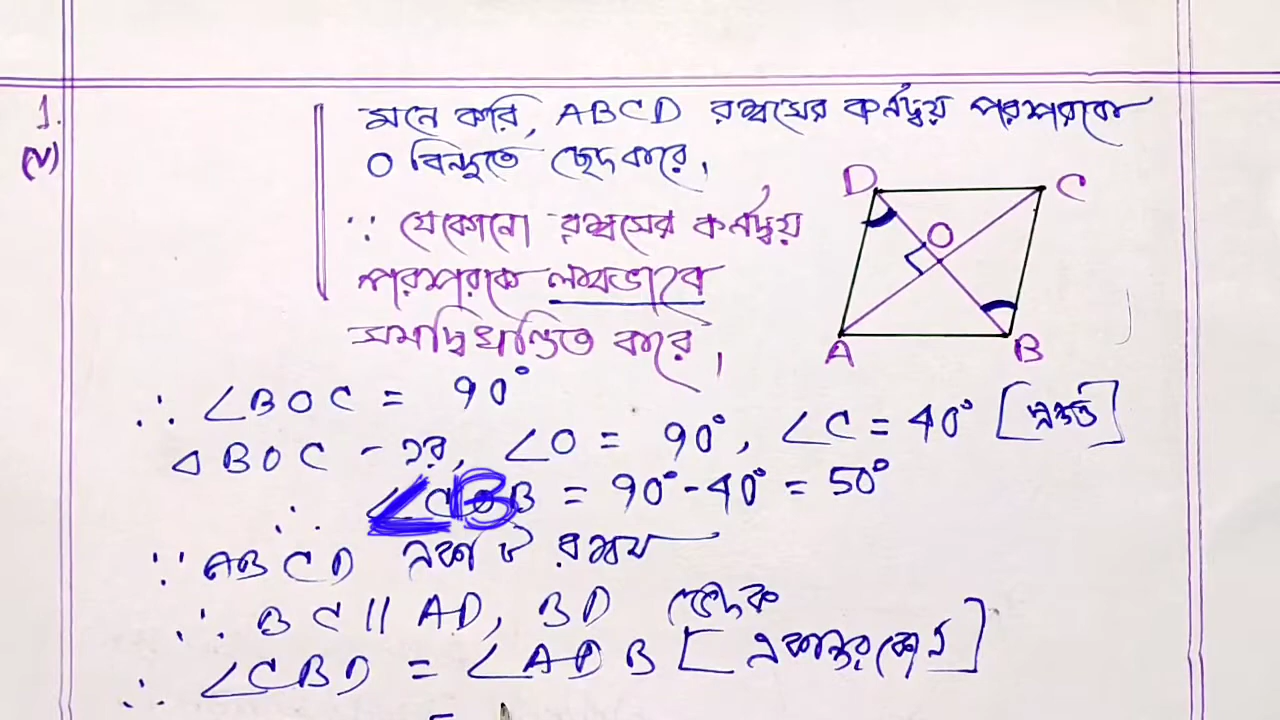 1.
(v)
মনে করি, ABCD রম্বসের কর্ণদ্বয় পরস্পরকে
O বিন্দুতে ছেদ করে।
∵ যেকোনো রম্বসের কর্ণদ্বয়
পরস্পরকে লম্বভাবে
সমদ্বিখন্ডিত করে,
D C
O
A B
∴ ∠BOC = 90°
△BOC - এর, ∠O = 90°, ∠C = 40° [প্রদত্ত]
∴ = 90° - 40° = 50°
∵ ABCD একটি রম্বস
∴ BC || AD, BD ছেদক
∴ ∠CBD = ∠ADB [একান্তর কোন]